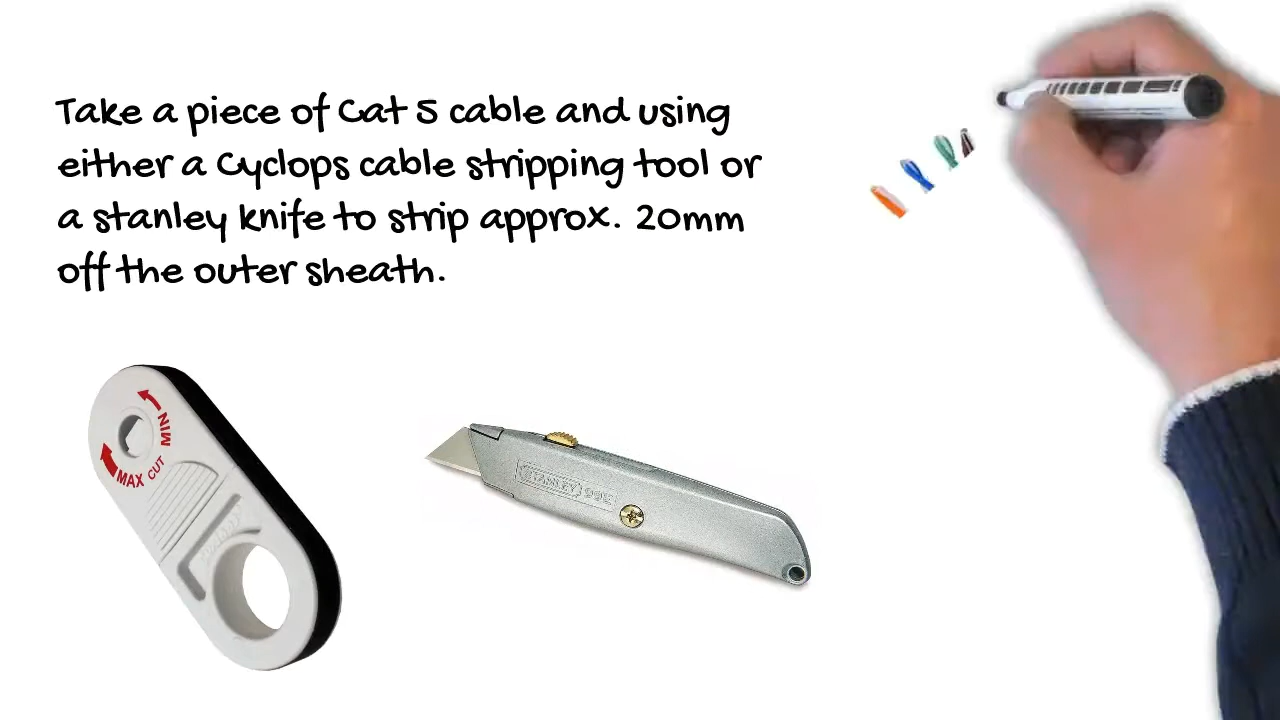 Take a piece of Cat 5 cable and using
either a Cyclops cable stripping tool or
a stanley knife to strip approx. 20mm
off the outer sheath.
MIN
MAX CUT
STANLEY